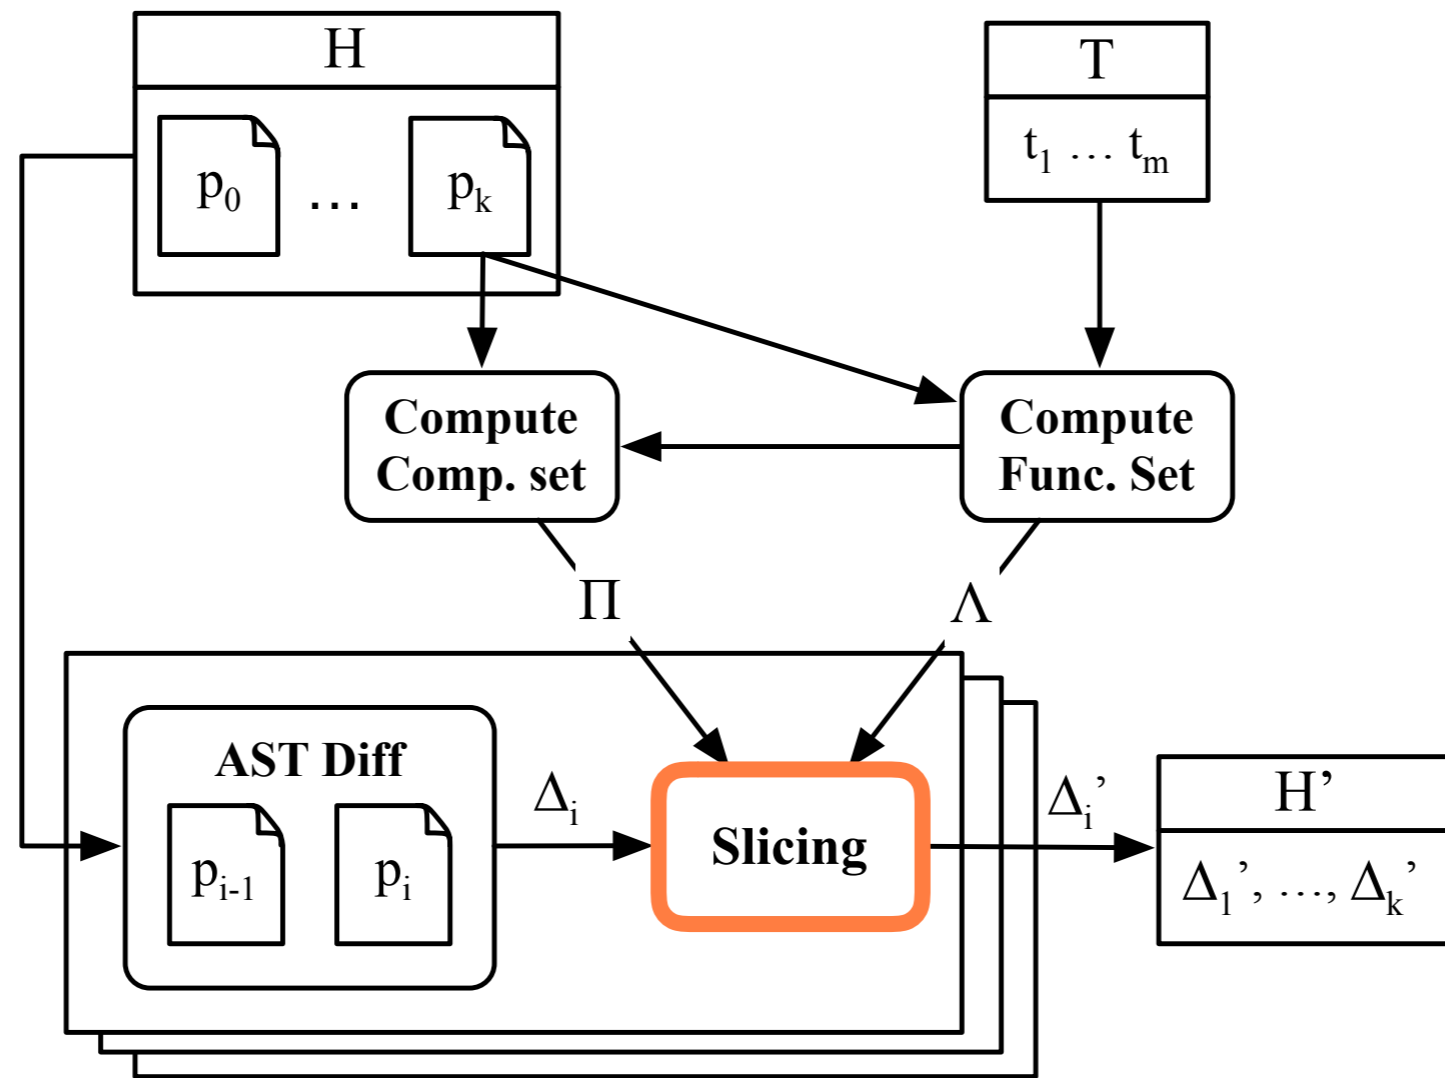 H
T
p₀ … pₖ
t₁ … tₘ
Compute
Comp. set
Compute
Func. Set
Π
Λ
AST Diff
pᵢ₋₁
pᵢ
Δᵢ
Slicing
Δᵢ’
H’
Δ₁’, …, Δₖ’